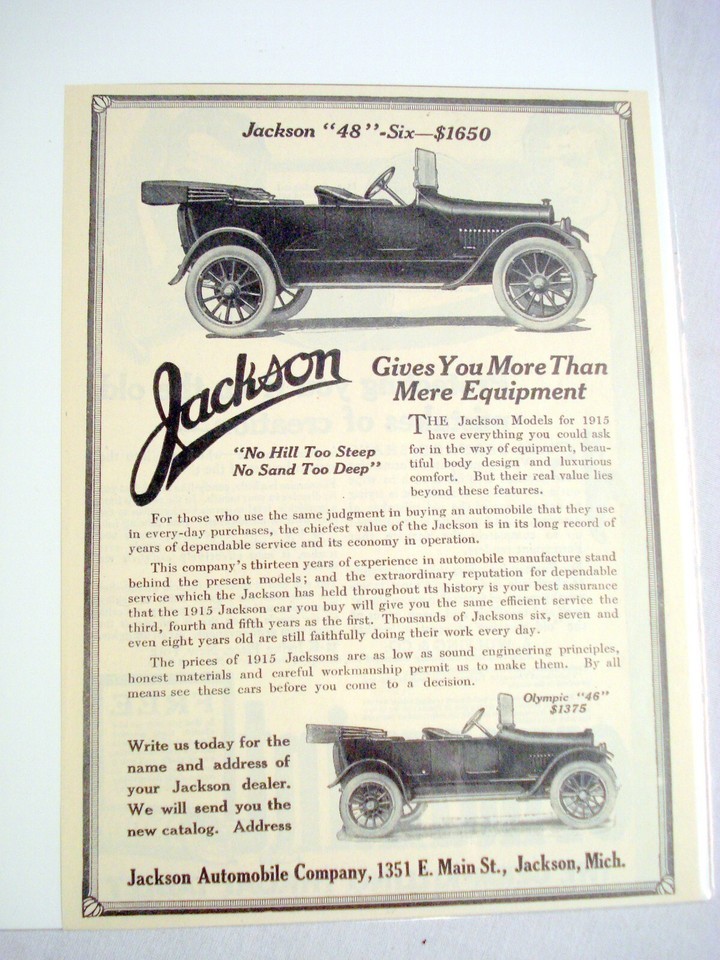 Jackson "48"-Six—$1650
Jackson
Gives You More Than
Mere Equipment
"No Hill Too Steep
No Sand Too Deep"
THE Jackson Models for 1915
have everything you could ask
for in the way of equipment, beau-
tiful body design and luxurious
comfort. But their real value lies
beyond these features.
For those who use the same judgment in buying an automobile that they use
in every-day purchases, the chiefest value of the Jackson is in its long record of
years of dependable service and its economy in operation.
This company's thirteen years of experience in automobile manufacture stand
behind the present models; and the extraordinary reputation for dependable
service which the Jackson has held throughout its history is your best assurance
that the 1915 Jackson car you buy will give you the same efficient service the
third, fourth and fifth years as the first. Thousands of Jacksons six, seven and
even eight years old are still faithfully doing their work every day.
The prices of 1915 Jacksons are as low as sound engineering principles,
honest materials and careful workmanship permit us to make them. By all
means see these cars before you come to a decision.
Olympic "46"
$1375
Write us today for the
name and address of
your Jackson dealer.
We will send you the
new catalog. Address
Jackson Automobile Company, 1351 E. Main St., Jackson, Mich.